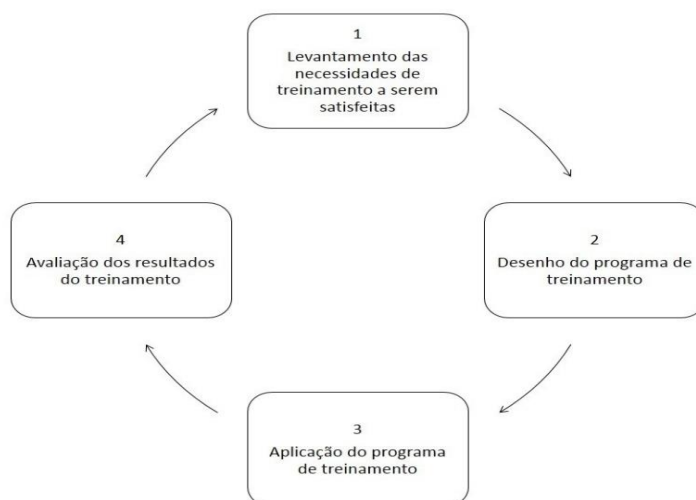 1
Levantamento das
necessidades de
treinamento a serem
satisfeitas
2
Desenho do programa de
treinamento
3
Aplicação do programa
de treinamento
4
Avaliação dos resultados
do treinamento